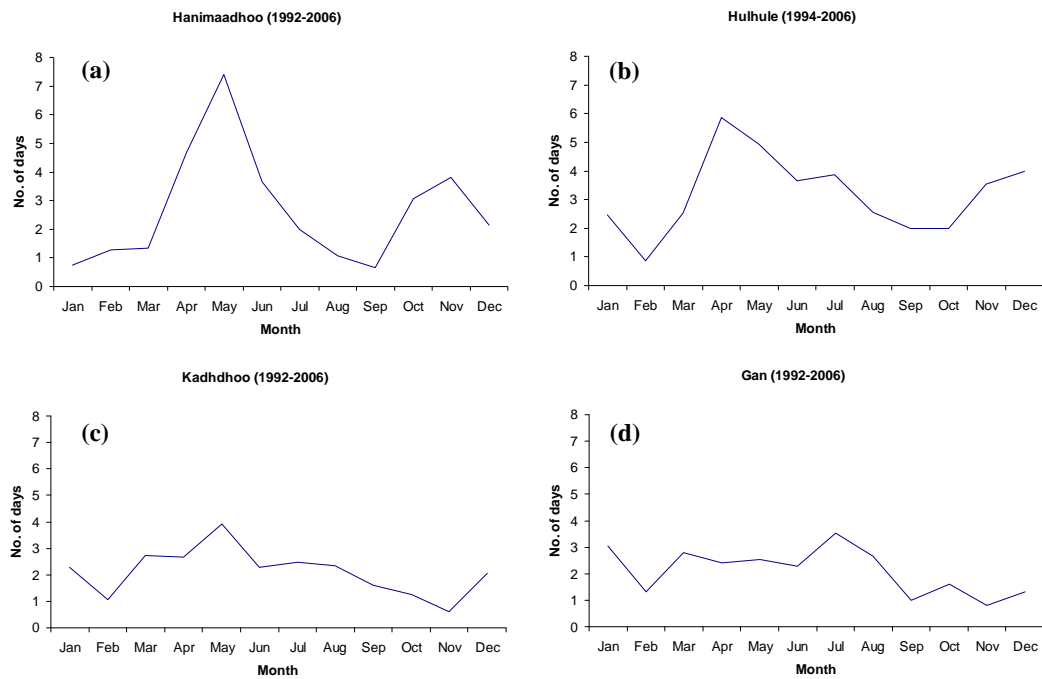 Hanimaadhoo (1992-2006)
(a)
No. of days
8
7
6
5
4
3
2
1
0
Jan Feb Mar Apr May Jun Jul Aug Sep Oct Nov Dec
Month
Hulhule (1994-2006)
(b)
No. of days
8
7
6
5
4
3
2
1
0
Jan Feb Mar Apr May Jun Jul Aug Sep Oct Nov Dec
Month
Kadhdhoo (1992-2006)
(c)
No. of days
8
7
6
5
4
3
2
1
0
Jan Feb Mar Apr May Jun Jul Aug Sep Oct Nov Dec
Month
Gan (1992-2006)
(d)
No. of days
8
7
6
5
4
3
2
1
0
Jan Feb Mar Apr May Jun Jul Aug Sep Oct Nov Dec
Month